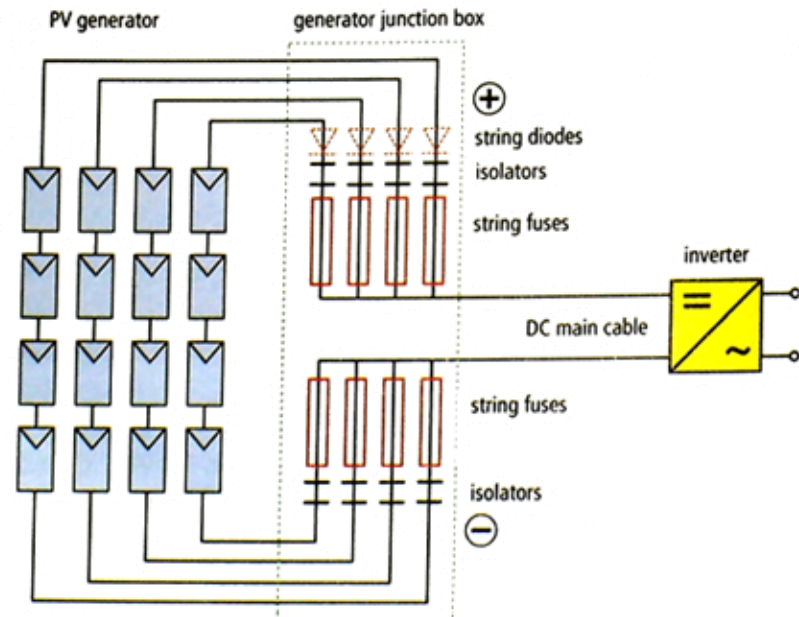 PV generator
generator junction box
+
string diodes
isolators
string fuses
inverter
DC main cable
string fuses
isolators
−